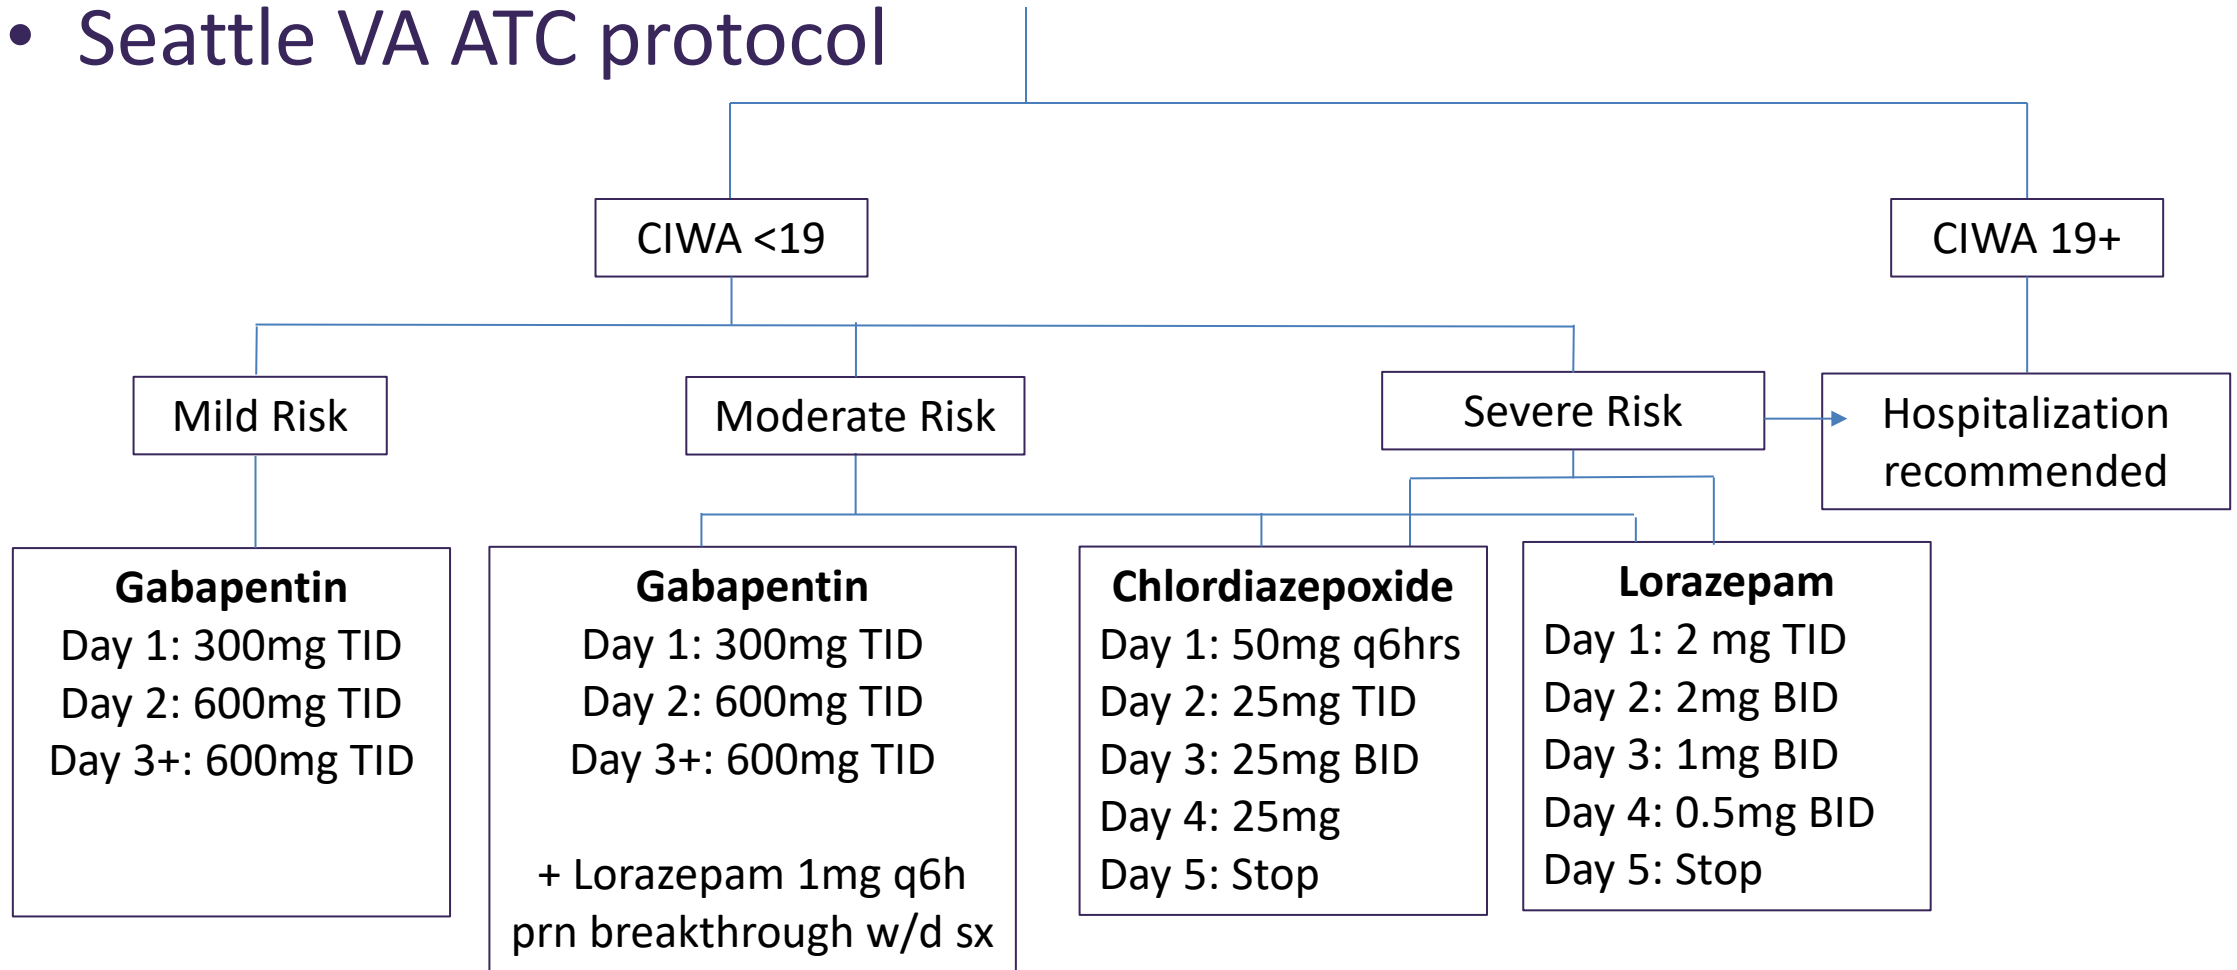 • Seattle VA ATC protocol
CIWA <19
CIWA 19+
Mild Risk
Moderate Risk
Severe Risk
Hospitalization
recommended
Gabapentin
Day 1: 300mg TID
Day 2: 600mg TID
Day 3+: 600mg TID
Gabapentin
Day 1: 300mg TID
Day 2: 600mg TID
Day 3+: 600mg TID
+ Lorazepam 1mg q6h
prn breakthrough w/d sx
Chlordiazepoxide
Day 1: 50mg q6hrs
Day 2: 25mg TID
Day 3: 25mg BID
Day 4: 25mg
Day 5: Stop
Lorazepam
Day 1: 2 mg TID
Day 2: 2mg BID
Day 3: 1mg BID
Day 4: 0.5mg BID
Day 5: Stop